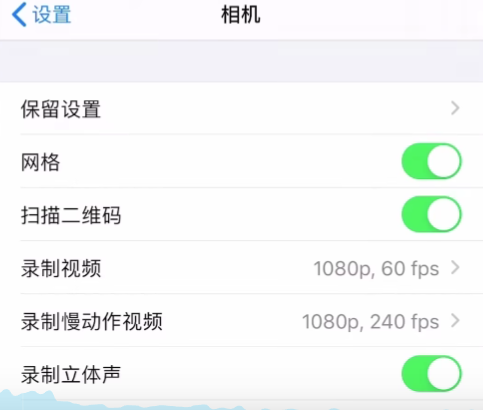 设置 相机
保留设置
网格
扫描二维码
录制视频 1080p, 60 fps
录制慢动作视频 1080p, 240 fps
录制立体声